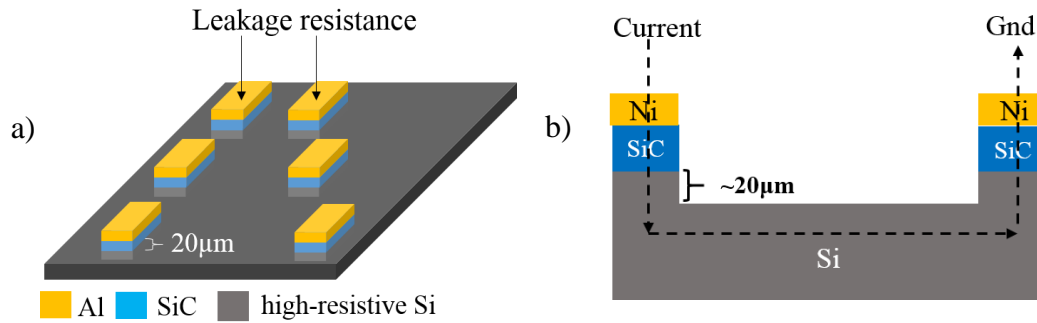 Leakage resistance
a)
20μm
Al SiC high-resistive Si
b)
Current Gnd
Ni Ni
SiC SiC
~20μm
Si